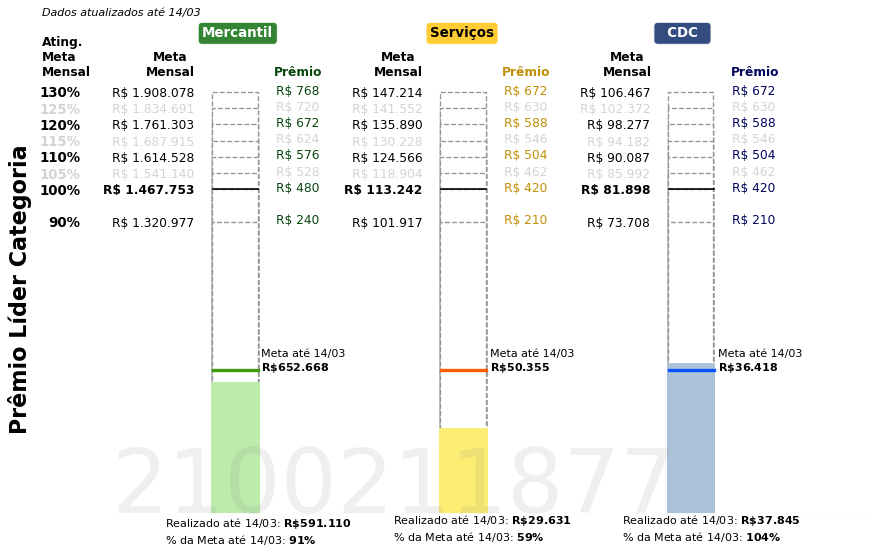 Dados atualizados até 14/03
Mercantil Serviços CDC
Ating. Meta Mensal
Meta Mensal Prêmio Meta Mensal Prêmio Meta Mensal Prêmio
130% R$ 1.908.078 R$ 768 R$ 147.214 R$ 672 R$ 106.467 R$ 672
125% R$ 1.834.691 R$ 720 R$ 141.552 R$ 630 R$ 102.372 R$ 630
120% R$ 1.761.303 R$ 672 R$ 135.890 R$ 588 R$ 98.277 R$ 588
115% R$ 1.687.915 R$ 624 R$ 130.228 R$ 546 R$ 94.182 R$ 546
110% R$ 1.614.528 R$ 576 R$ 124.566 R$ 504 R$ 90.087 R$ 504
105% R$ 1.541.140 R$ 528 R$ 118.904 R$ 462 R$ 85.992 R$ 462
100% R$ 1.467.753 R$ 480 R$ 113.242 R$ 420 R$ 81.898 R$ 420
90% R$ 1.320.977 R$ 240 R$ 101.917 R$ 210 R$ 73.708 R$ 210
Prêmio Líder Categoria
Meta até 14/03 Meta até 14/03 Meta até 14/03
R$652.668 R$50.355 R$36.418
2100211877
Realizado até 14/03: R$591.110 Realizado até 14/03: R$29.631 Realizado até 14/03: R$37.845
% da Meta até 14/03: 91% % da Meta até 14/03: 59% % da Meta até 14/03: 104%